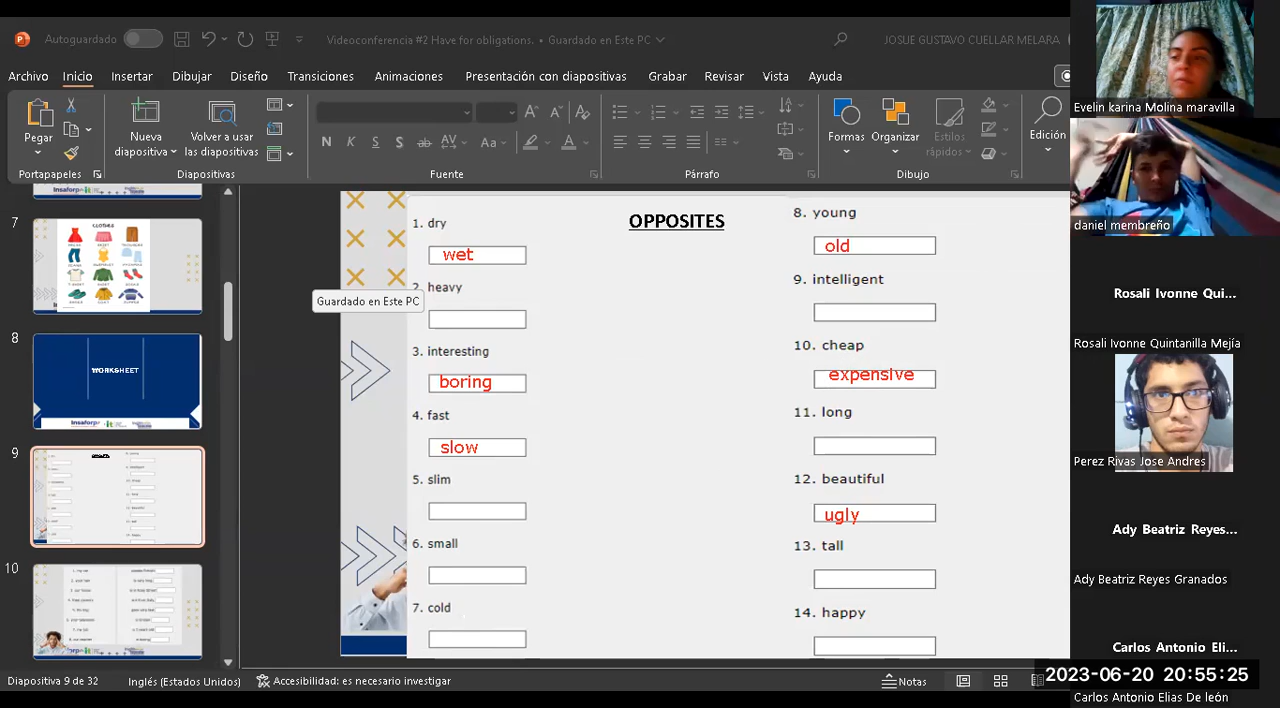 Autoguardado
Videoconferencia #2 Have for obligations. • Guardado en Este PC
JOSUE GUSTAVO CUELLAR MELARA
Archivo Inicio Insertar Dibujar Diseño Transiciones Animaciones Presentación con diapositivas Grabar Revisar Vista Ayuda
Pegar
Nueva diapositiva
Volver a usar las diapositivas
Formas
Organizar
Estilos rápidos
Edición
Portapapeles
Diapositivas
Fuente
Párrafo
Dibujo
7
CLOTHES
8
WORKSHEET
9
10
Guardado en Este PC
OPPOSITES
1. dry
wet
2. heavy
3. interesting
boring
4. fast
slow
5. slim
6. small
7. cold
8. young
old
9. intelligent
10. cheap
expensive
11. long
12. beautiful
ugly
13. tall
14. happy
Evelin karina Molina maravilla
daniel membreño
Rosali Ivonne Qui...
Rosali Ivonne Quintanilla Mejía
Perez Rivas Jose Andres
Ady Beatriz Reyes...
Ady Beatriz Reyes Granados
Carlos Antonio Eli...
2023-06-20 20:55:25
Carlos Antonio Elias De león
Diapositiva 9 de 32
Inglés (Estados Unidos)
Accesibilidad: es necesario investigar
Notas